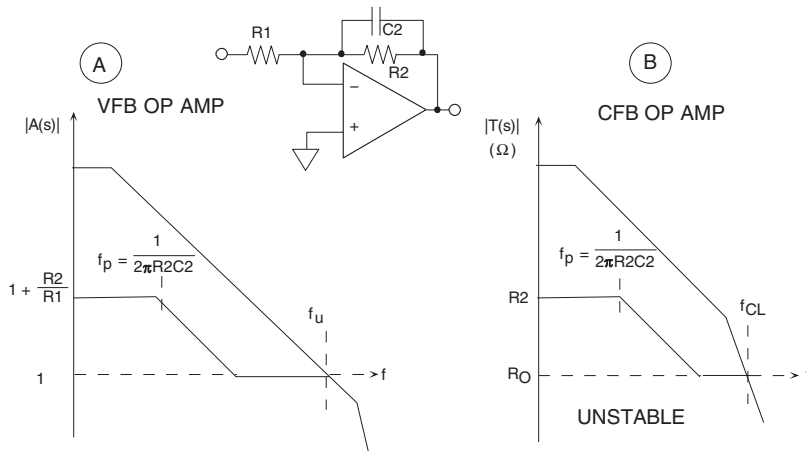 A
VFB OP AMP
|A(s)|
fp = 1 / 2πR2C2
1 + R2 / R1
1
fu
f
R1
C2
R2
−
+
B
CFB OP AMP
|T(s)|
(Ω)
fp = 1 / 2πR2C2
R2
RO
fCL
UNSTABLE